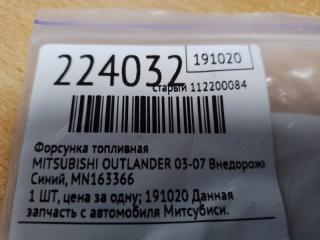 224032
191020
старый 112200084
Форсунка топливная
MITSUBISHI OUTLANDER 03-07 Внедорожн
Синий, MN163366
1 ШТ, цена за одну; 191020 Данная
запчасть с автомобиля Митсубиси.